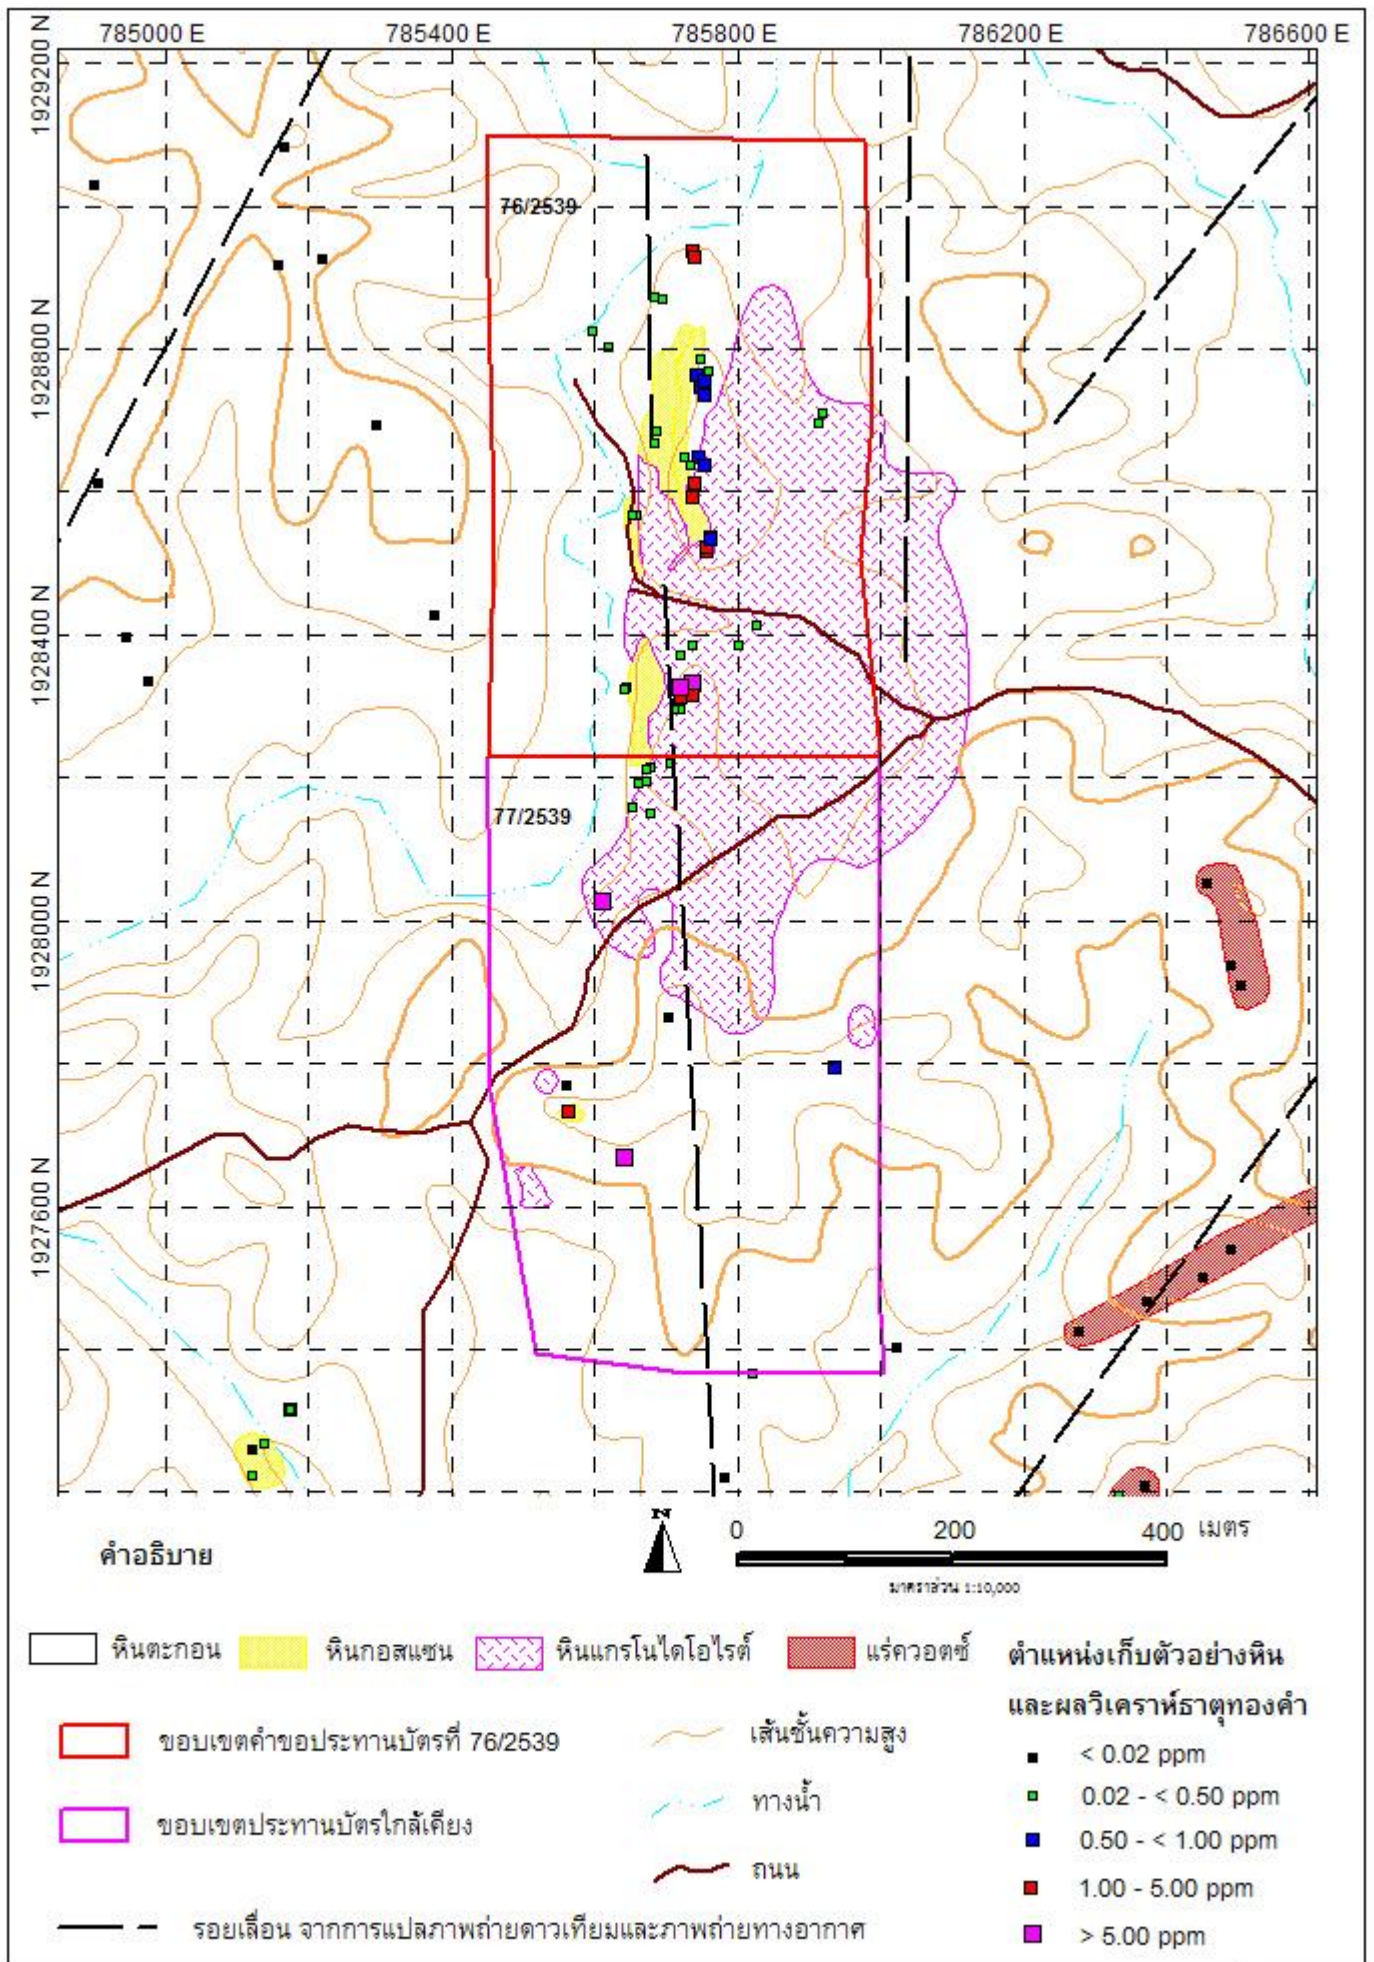 785000 E 785400 E 785800 E 786200 E 786600 E
1929200 N
1928800 N
1928400 N
1928000 N
1927600 N
76/2539
77/2539
N
0 200 400 เมตร
มาตราส่วน 1:10,000
คำอธิบาย
หินตะกอน หินกอสแซน หินแกรโนไดโอไรต์ แร่ควอตซ์
ตำแหน่งเก็บตัวอย่างหิน
และผลวิเคราห์ธาตุทองคำ
ขอบเขตคำขอประทานบัตรที่ 76/2539
ขอบเขตประทานบัตรใกล้เคียง
รอยเลื่อน จากการแปลภาพถ่ายดาวเทียมและภาพถ่ายทางอากาศ
เส้นชั้นความสูง
ทางน้ำ
ถนน
< 0.02 ppm
0.02 - < 0.50 ppm
0.50 - < 1.00 ppm
1.00 - 5.00 ppm
> 5.00 ppm